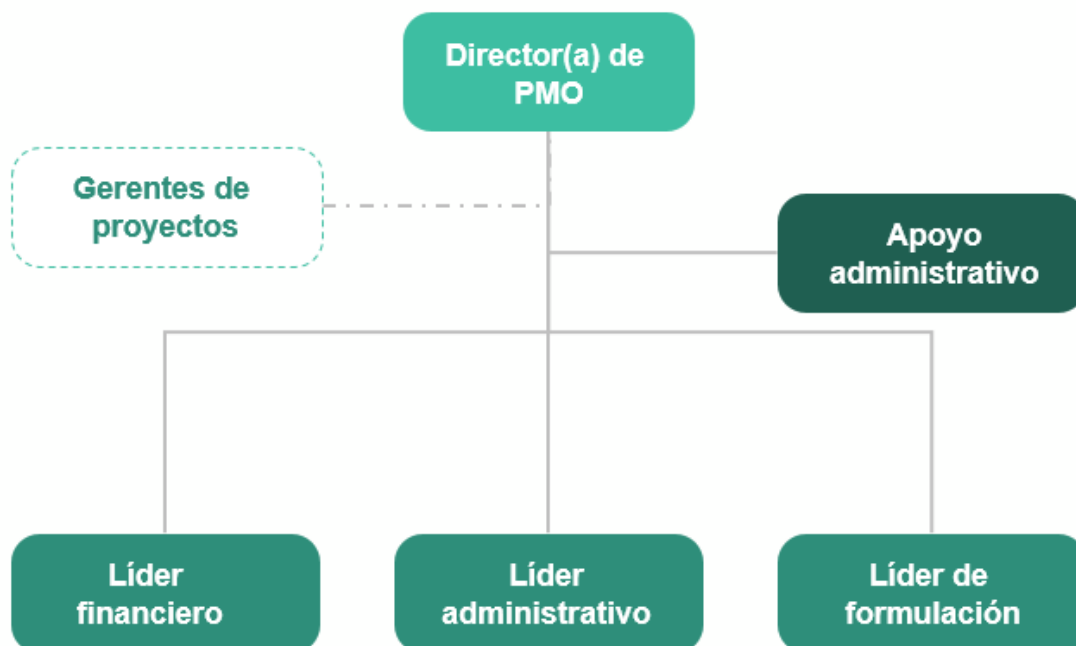 Director(a) de
PMO
Gerentes de
proyectos
Apoyo
administrativo
Líder
financiero
Líder
administrativo
Líder de
formulación